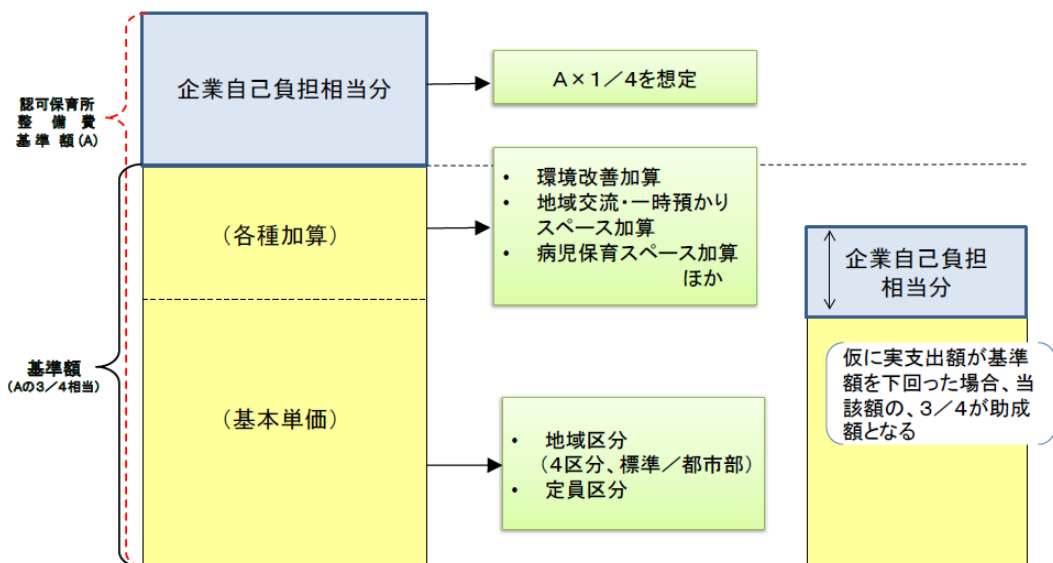 認可保育所
整備費
基準額(A)
企業自己負担相当分
A×1/4を想定
(各種加算)
• 環境改善加算
• 地域交流・一時預かり
スペース加算
• 病児保育スペース加算
ほか
基準額
(Aの3/4相当)
(基本単価)
• 地域区分
(4区分、標準/都市部)
• 定員区分
企業自己負担
相当分
仮に実支出額が基準
額を下回った場合、当
該額の、3/4が助成
額となる